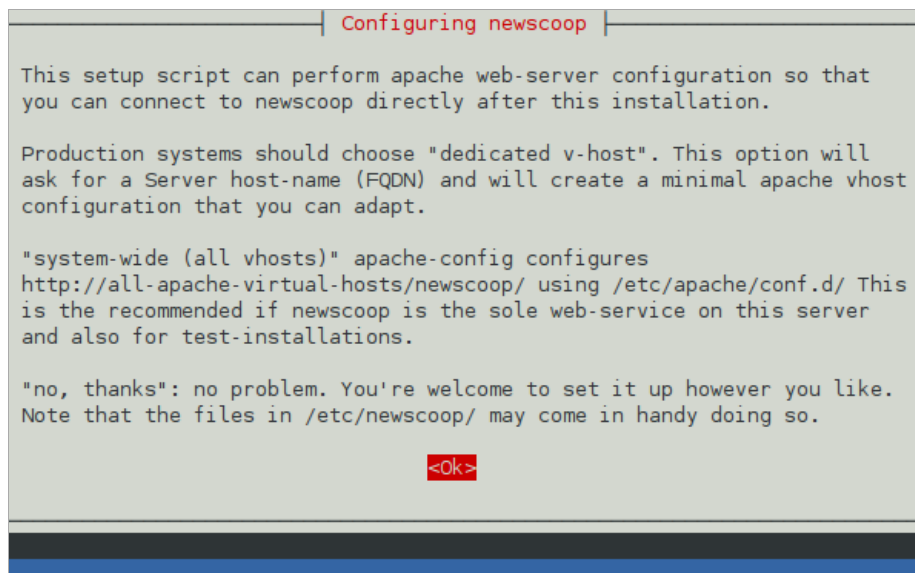 Configuring newscoop
This setup script can perform apache web-server configuration so that
you can connect to newscoop directly after this installation.
Production systems should choose "dedicated v-host". This option will
ask for a Server host-name (FQDN) and will create a minimal apache vhost
configuration that you can adapt.
"system-wide (all vhosts)" apache-config configures
http://all-apache-virtual-hosts/newscoop/ using /etc/apache/conf.d/ This
is the recommended if newscoop is the sole web-service on this server
and also for test-installations.
"no, thanks": no problem. You're welcome to set it up however you like.
Note that the files in /etc/newscoop/ may come in handy doing so.
<Ok>